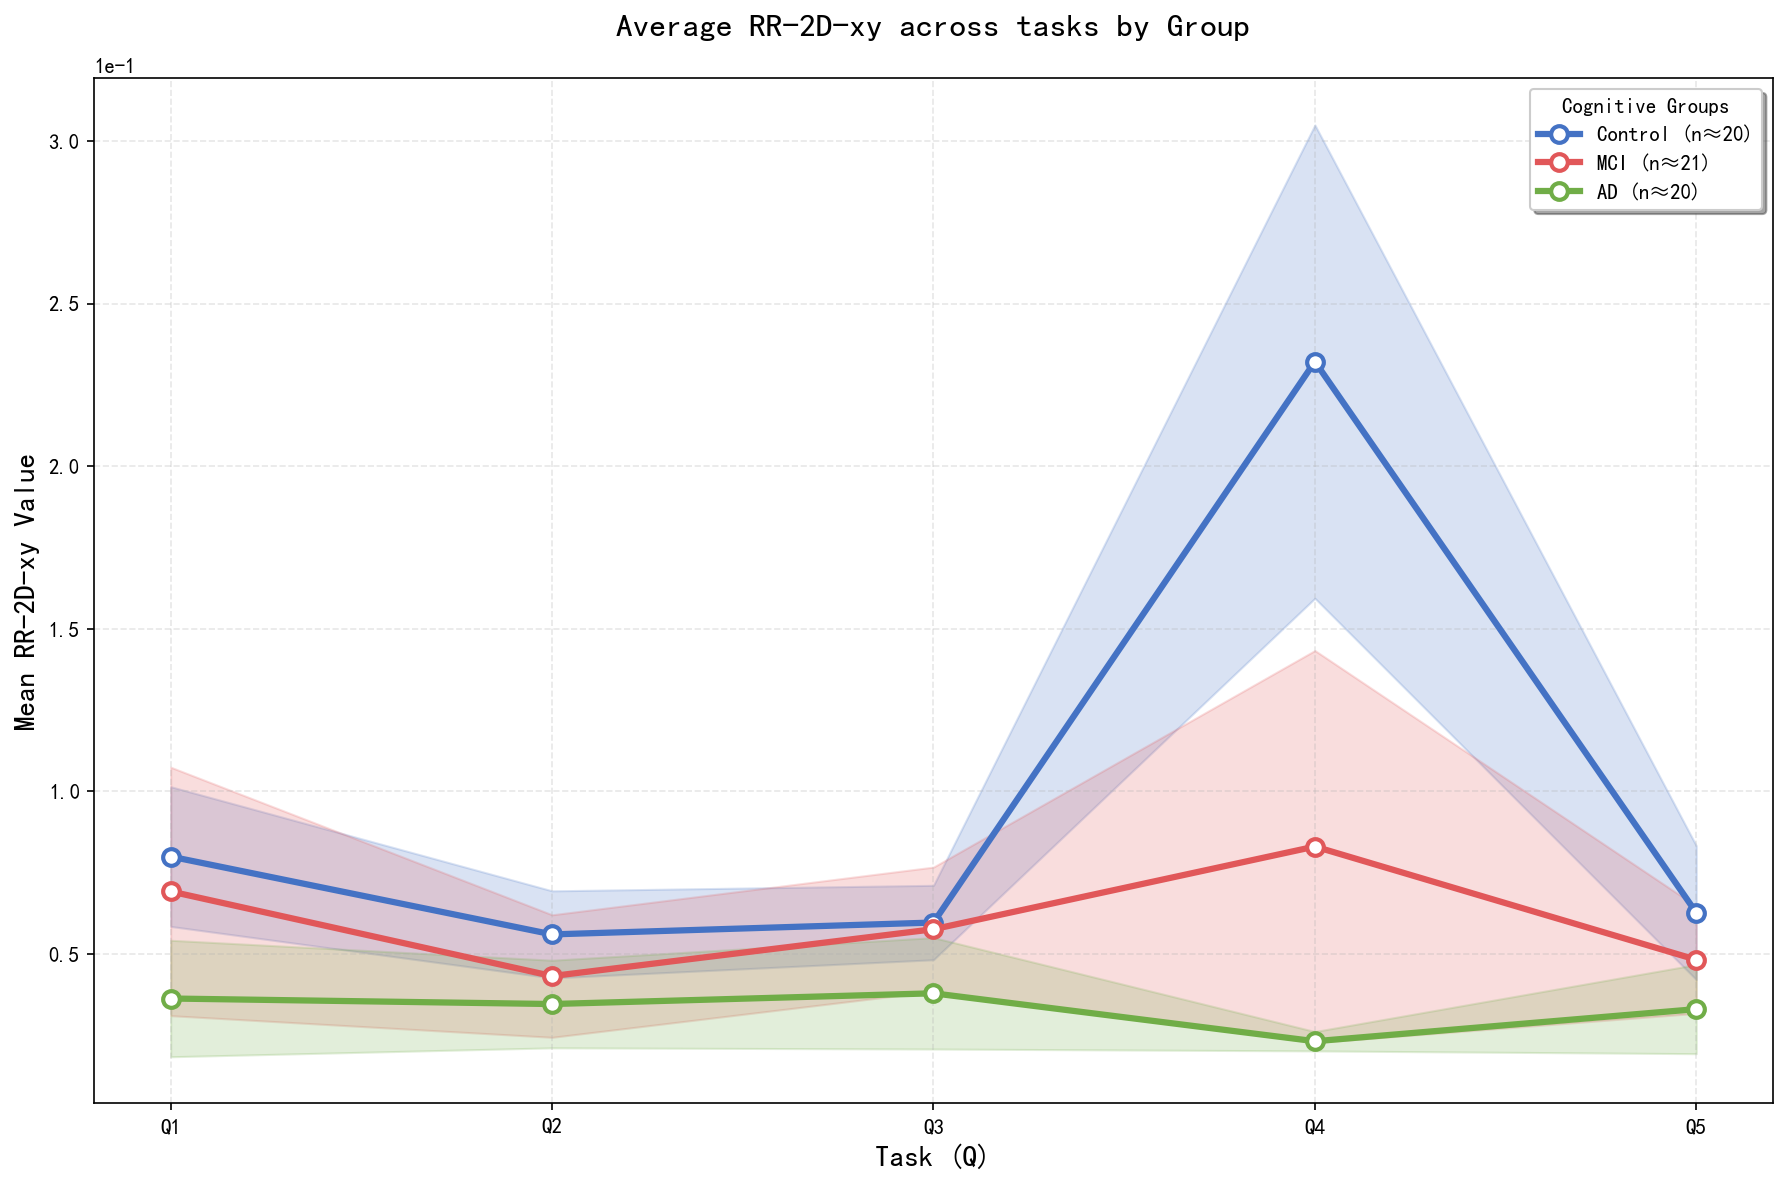 Average RR-2D-xy across tasks by Group
1e-1
Cognitive Groups
Control (n≈20)
MCI (n≈21)
AD (n≈20)
3.0
2.5
2.0
1.5
1.0
0.5
Mean RR-2D-xy Value
Q1 Q2 Q3 Q4 Q5
Task (Q)